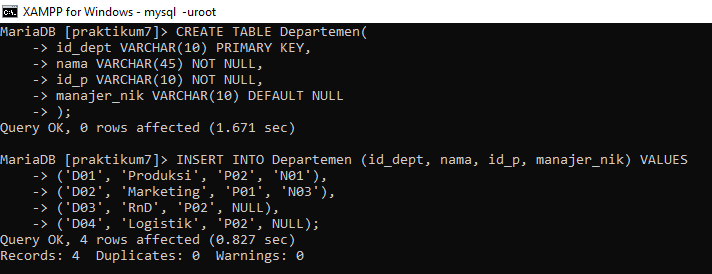 XAMPP for Windows - mysql  -uroot
MariaDB [praktikum7]> CREATE TABLE Departemen(
    -> id_dept VARCHAR(10) PRIMARY KEY,
    -> nama VARCHAR(45) NOT NULL,
    -> id_p VARCHAR(10) NOT NULL,
    -> manajer_nik VARCHAR(10) DEFAULT NULL
    -> );
Query OK, 0 rows affected (1.671 sec)

MariaDB [praktikum7]> INSERT INTO Departemen (id_dept, nama, id_p, manajer_nik) VALUES
    -> ('D01', 'Produksi', 'P02', 'N01'),
    -> ('D02', 'Marketing', 'P01', 'N03'),
    -> ('D03', 'RnD', 'P02', NULL),
    -> ('D04', 'Logistik', 'P02', NULL);
Query OK, 4 rows affected (0.827 sec)
Records: 4  Duplicates: 0  Warnings: 0